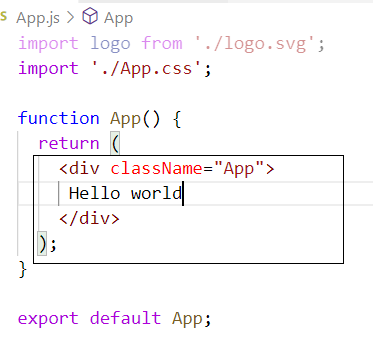 App.js > App
import logo from './logo.svg';
import './App.css';
function App() {
  return (
    <div className="App">
     Hello world
    </div>
  );
}
export default App;